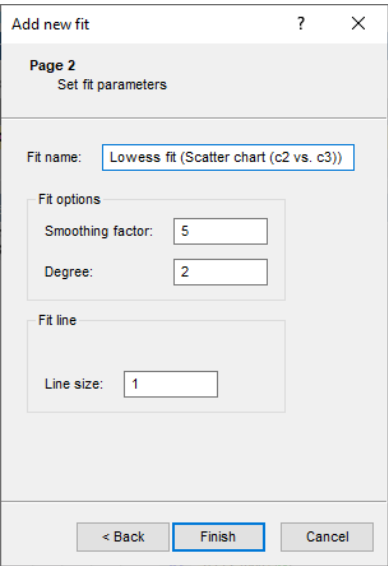 Add new fit ?
Page 2
Set fit parameters
Fit name: Lowess fit (Scatter chart (c2 vs. c3))
Fit options
Smoothing factor: 5
Degree: 2
Fit line
Line size: 1
< Back Finish Cancel